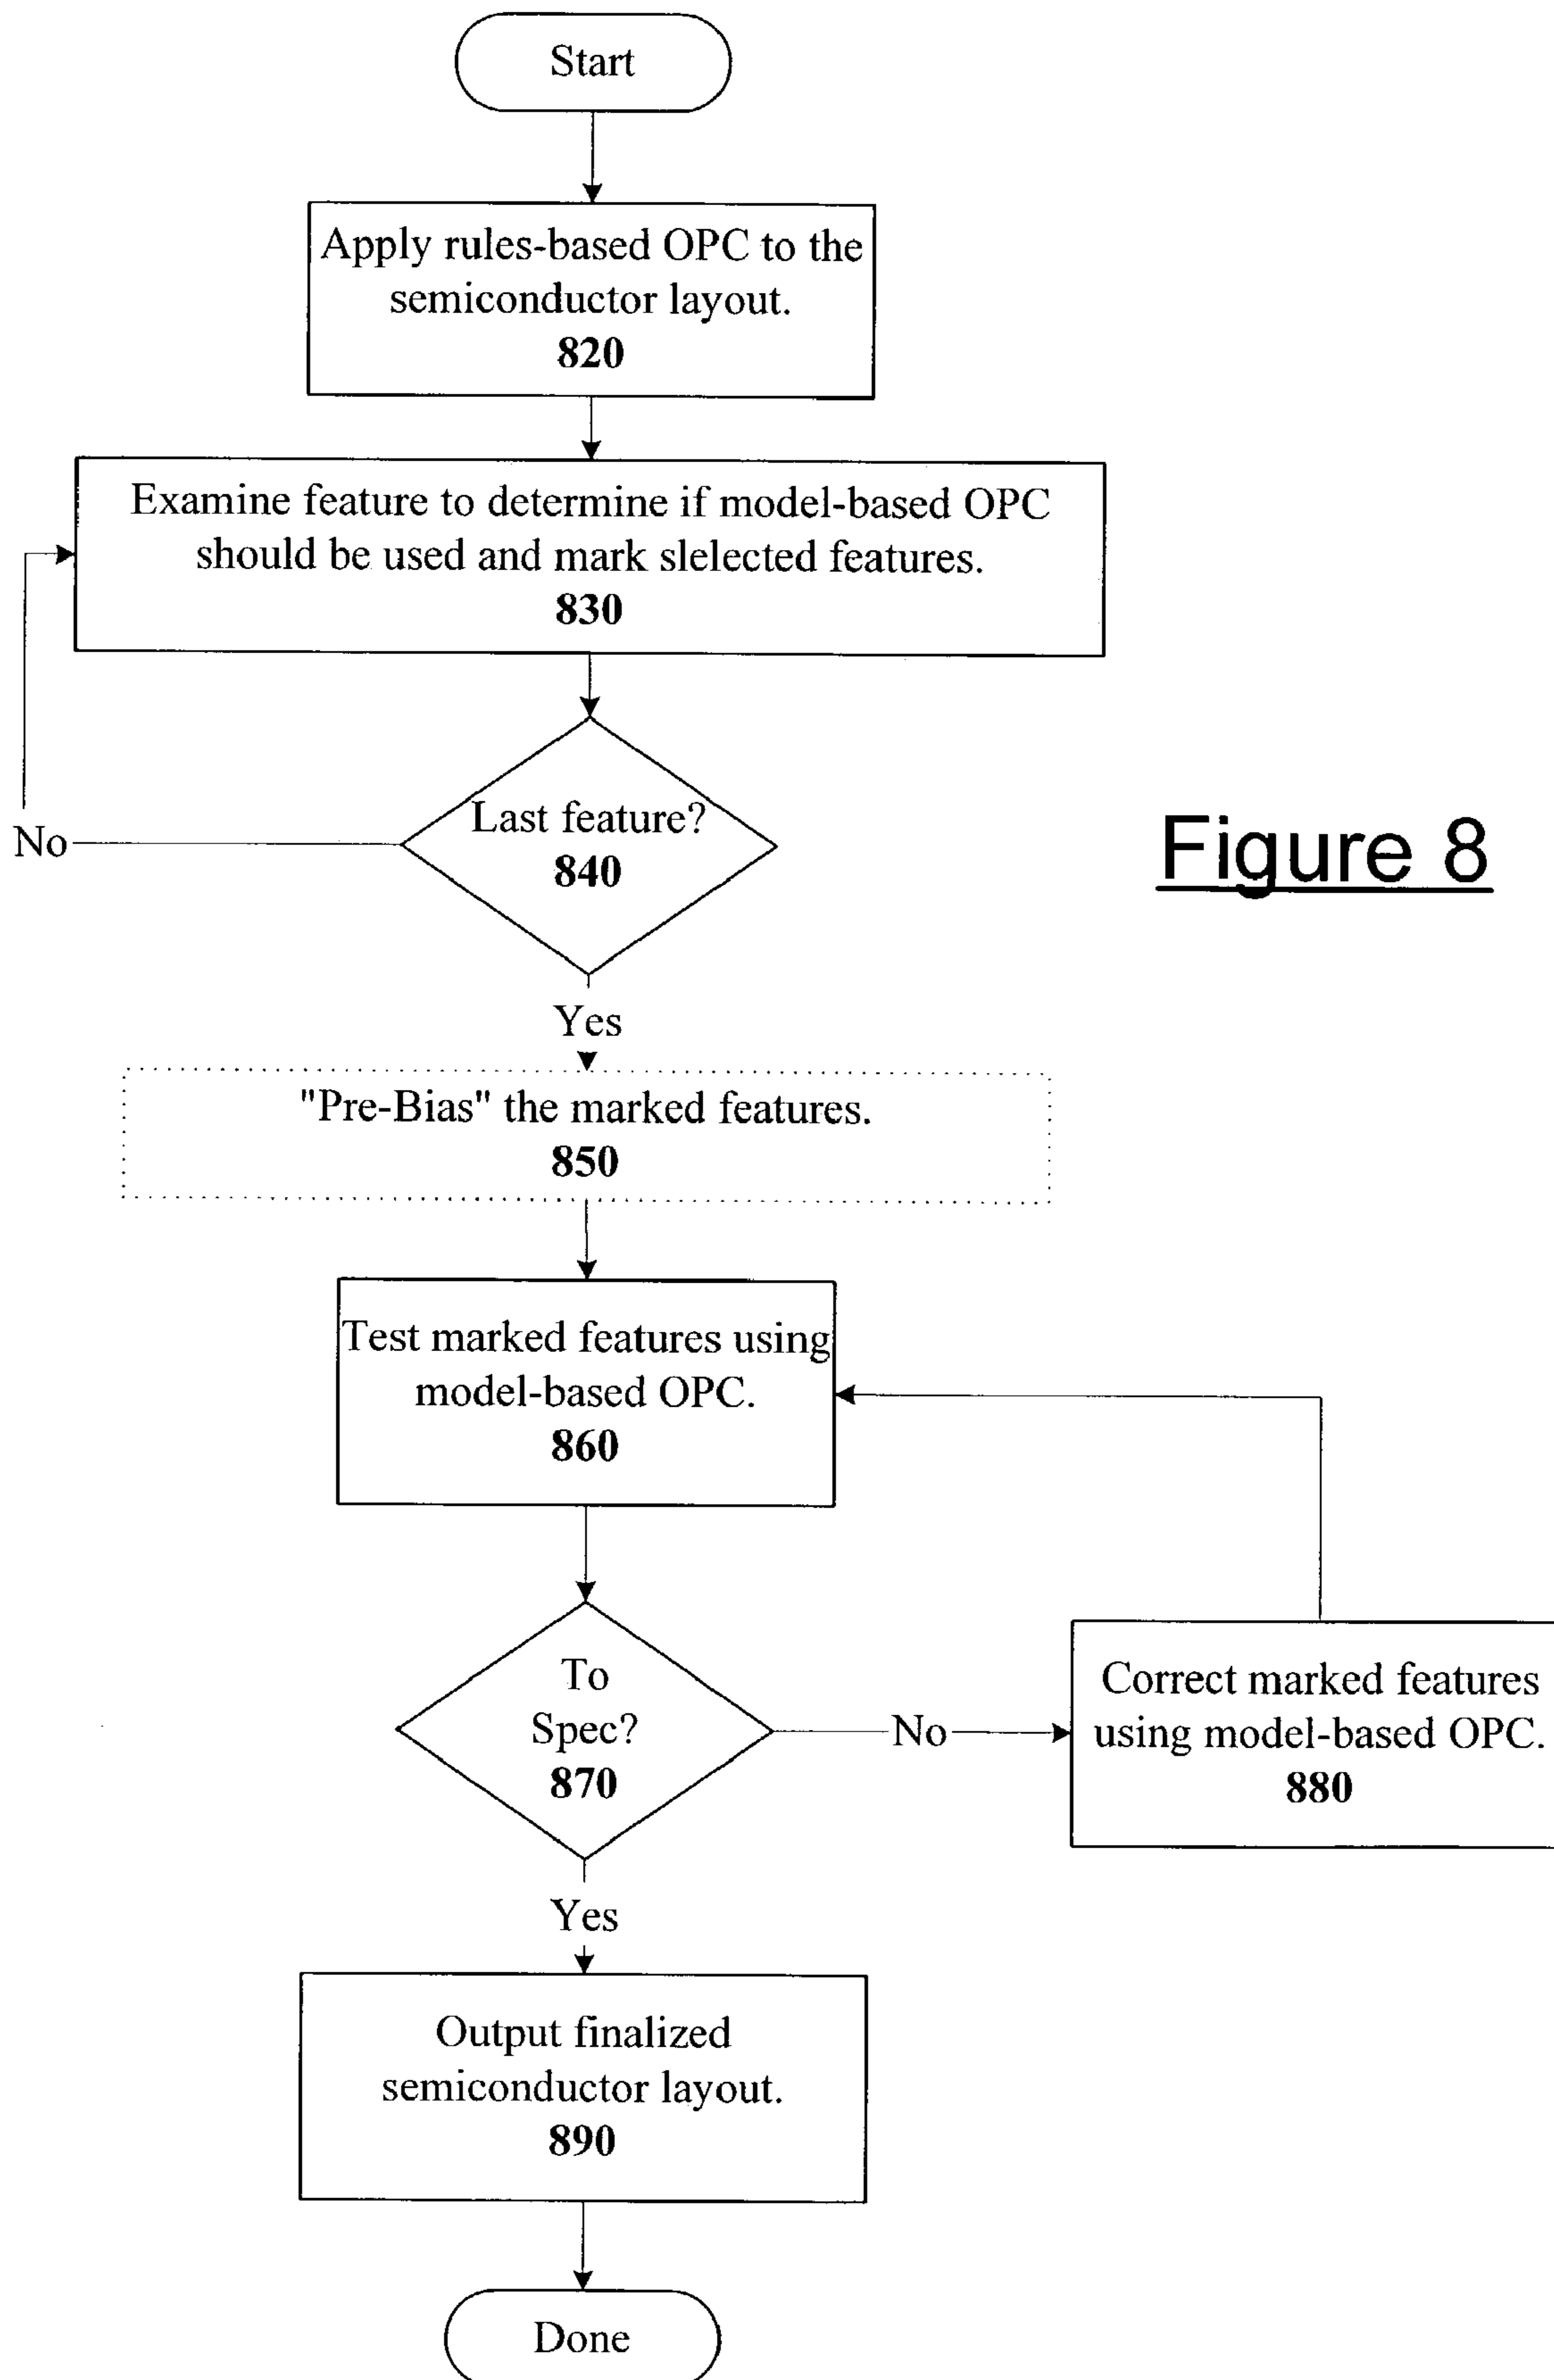 Start
Apply rules-based OPC to the
semiconductor layout.
820
Examine feature to determine if model-based OPC
should be used and mark slelected features.
830
Last feature?
840
No
Figure 8
Yes
"Pre-Bias" the marked features.
850
Test marked features using
model-based OPC.
860
To
Spec?
870
No
Correct marked features
using model-based OPC.
880
Yes
Output finalized
semiconductor layout.
890
Done